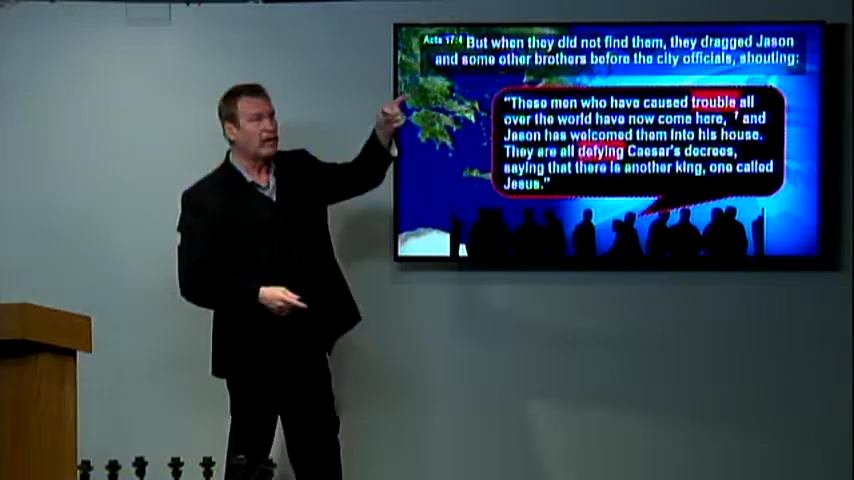 Acts 17:4 But when they did not find them, they dragged Jason
and some other brothers before the city officials, shouting:
"These men who have caused trouble all
over the world have now come here, 7 and
Jason has welcomed them into his house.
They are all defying Caesar's decrees,
saying that there is another king, one called
Jesus."